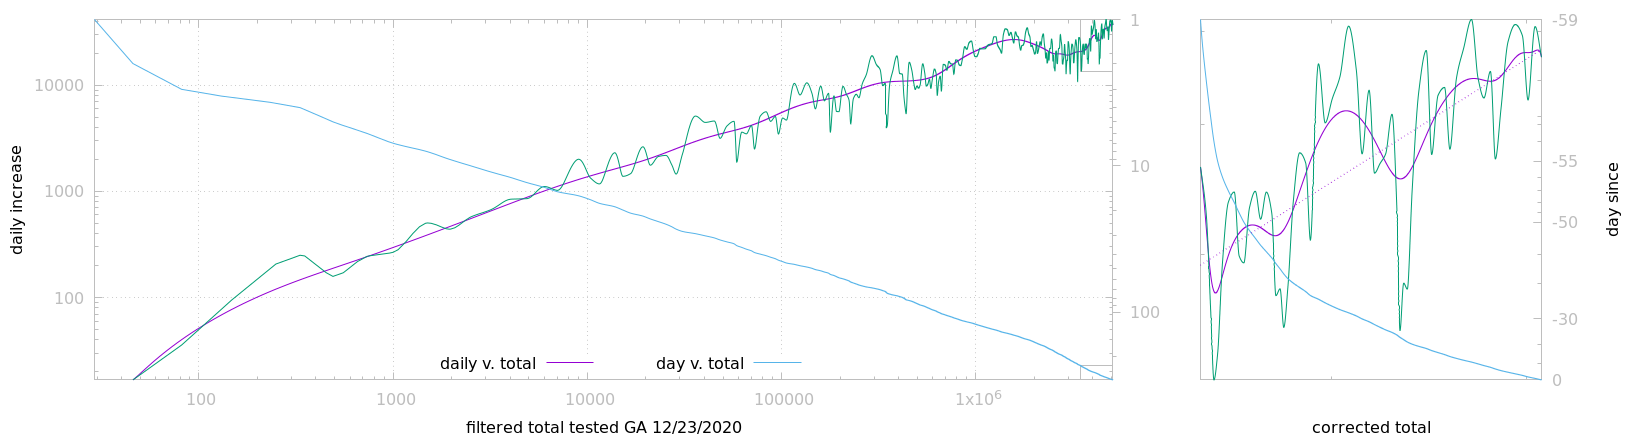 daily increase
10000
1000
100
daily v. total
day v. total
1
10
100
100
1000
10000
100000
1x10^6
filtered total tested GA 12/23/2020
-59
-55
-50
-30
0
day since
corrected total